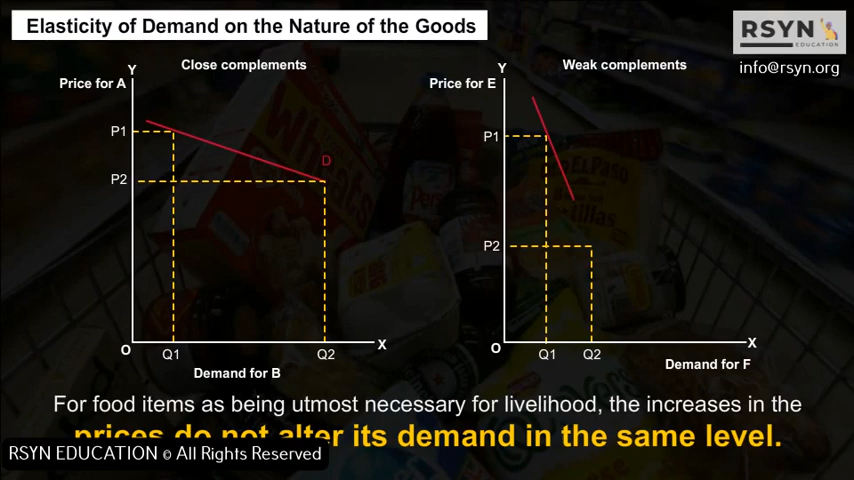 Elasticity of Demand on the Nature of the Goods
RSYN
EDUCATION
info@rsyn.org
Y
Close complements
Price for A
P1
D
P2
O
Q1
Q2
X
Demand for B
Y
Weak complements
Price for E
P1
P2
O
Q1
Q2
X
Demand for F
For food items as being utmost necessary for livelihood, the increases in the
prices do not alter its demand in the same level.
RSYN EDUCATION © All Rights Reserved